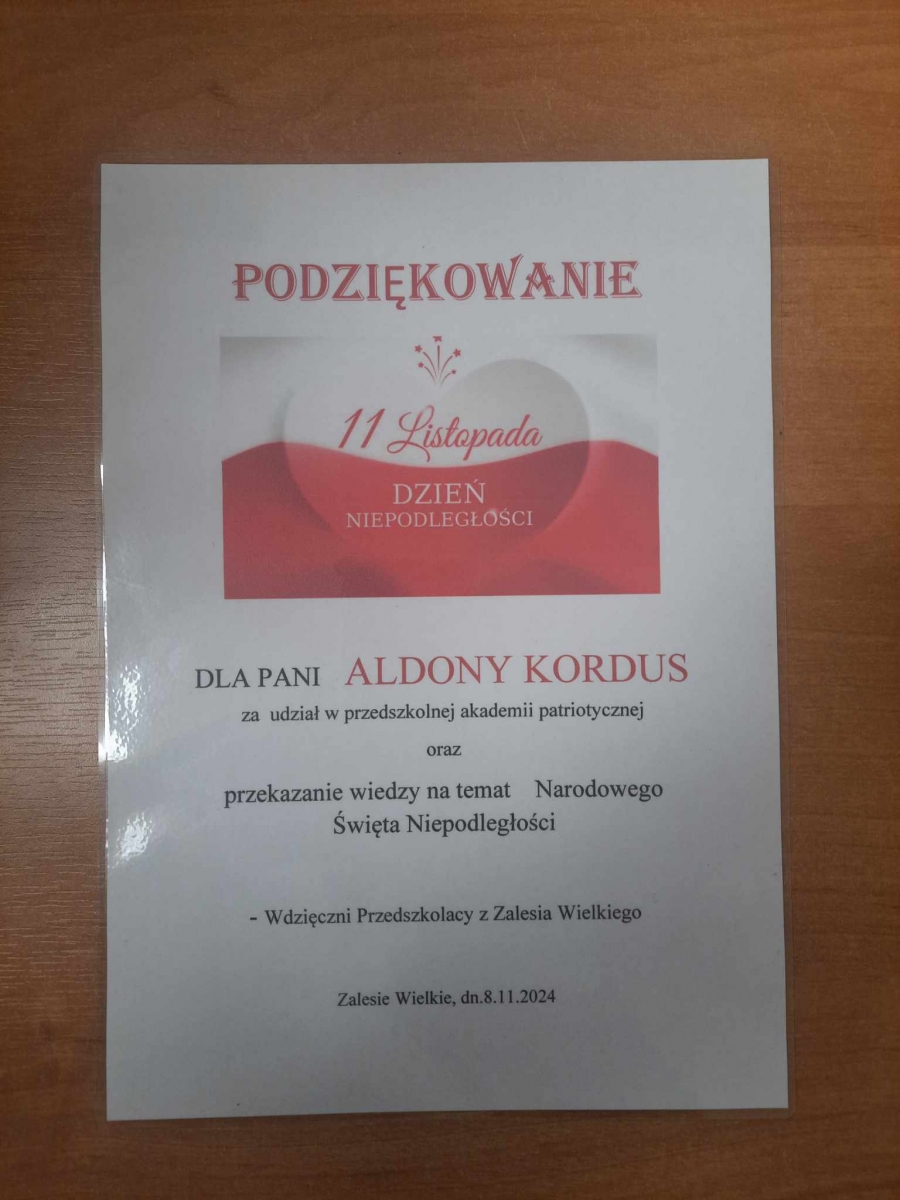 PODZIĘKOWANIE
11 Listopada
DZIEŃ
NIEPODLEGŁOŚCI
DLA PANI ALDONY KORDUS
za udział w przedszkolnej akademii patriotycznej
oraz
przekazanie wiedzy na temat Narodowego
Święta Niepodległości
- Wdzięczni Przedszkolacy z Zalesia Wielkiego
Zalesie Wielkie, dn.8.11.2024